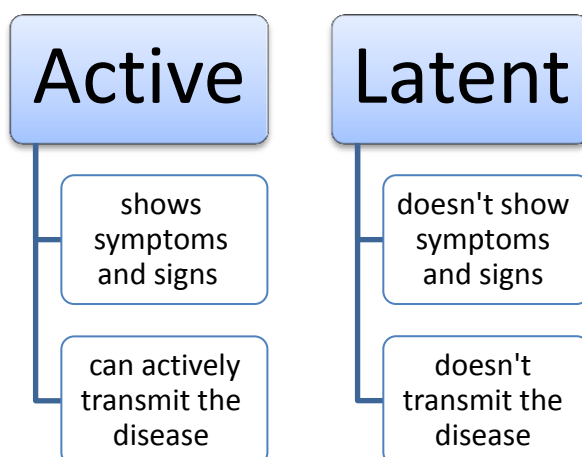 Active
shows
symptoms
and signs
can actively
transmit the
disease
Latent
doesn't show
symptoms
and signs
doesn't
transmit the
disease